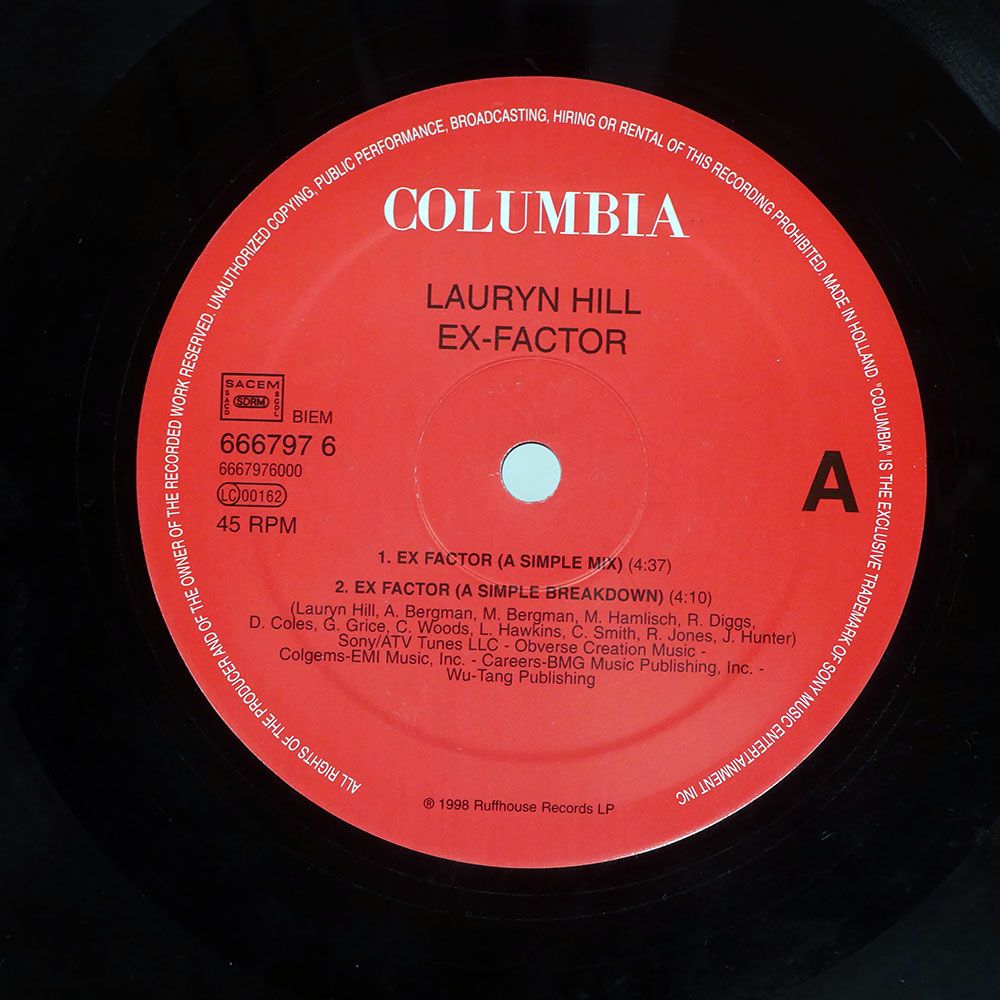 ALL RIGHTS OF THE PRODUCER AND OF THE OWNER OF THE RECORDED WORK RESERVED. UNAUTHORIZED COPYING, PUBLIC PERFORMANCE, BROADCASTING, HIRING OR RENTAL OF THIS RECORDING PROHIBITED. MADE IN HOLLAND. "COLUMBIA" IS THE EXCLUSIVE TRADEMARK OF SONY MUSIC ENTERTAINMENT INC
COLUMBIA
LAURYN HILL
EX-FACTOR
SACEM
SACD SDRM SCDL
BIEM
666797 6
6667976000
LC 00162
45 RPM
A
1. EX FACTOR (A SIMPLE MIX) (4:37)
2. EX FACTOR (A SIMPLE BREAKDOWN) (4:10)
(Lauryn Hill, A. Bergman, M. Bergman, M. Hamlisch, R. Diggs,
D. Coles, G. Grice, C. Woods, L. Hawkins, C. Smith, R. Jones, J. Hunter)
Sony/ATV Tunes LLC - Obverse Creation Music -
Colgems-EMI Music, Inc. - Careers-BMG Music Publishing, Inc. -
Wu-Tang Publishing
℗ 1998 Ruffhouse Records LP